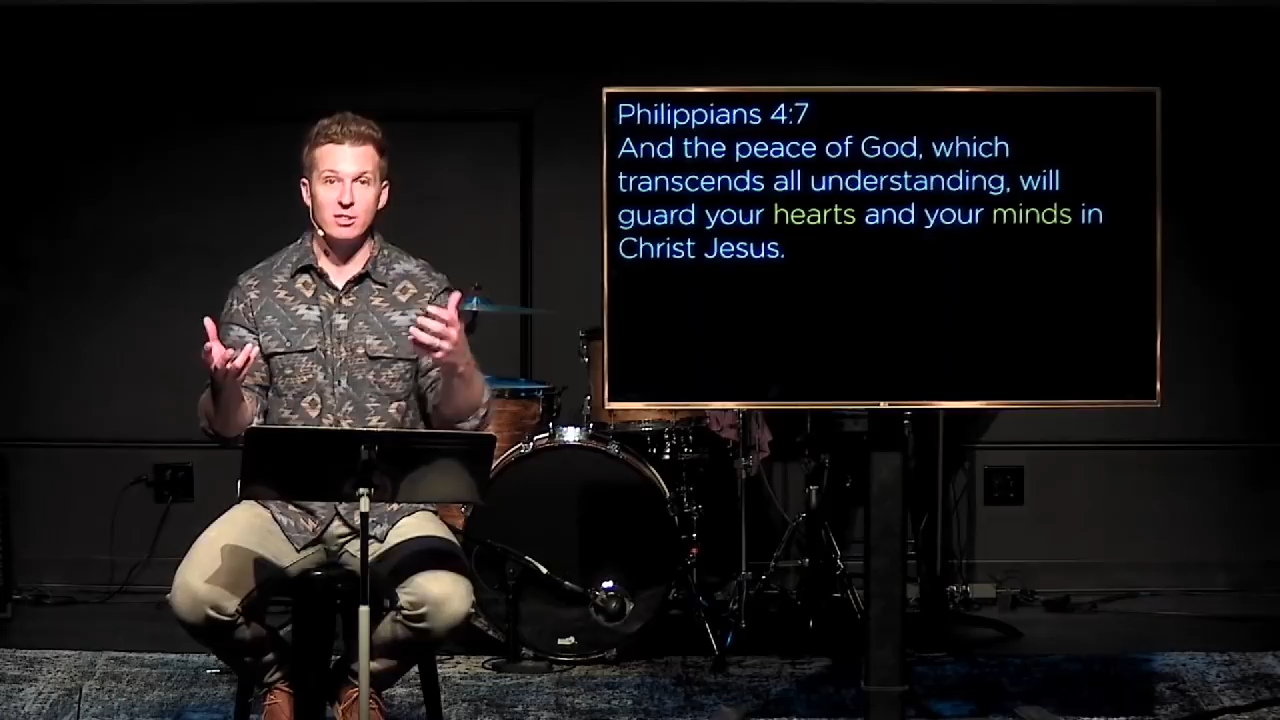 Philippians 4:7
And the peace of God, which
transcends all understanding, will
guard your hearts and your minds in
Christ Jesus.